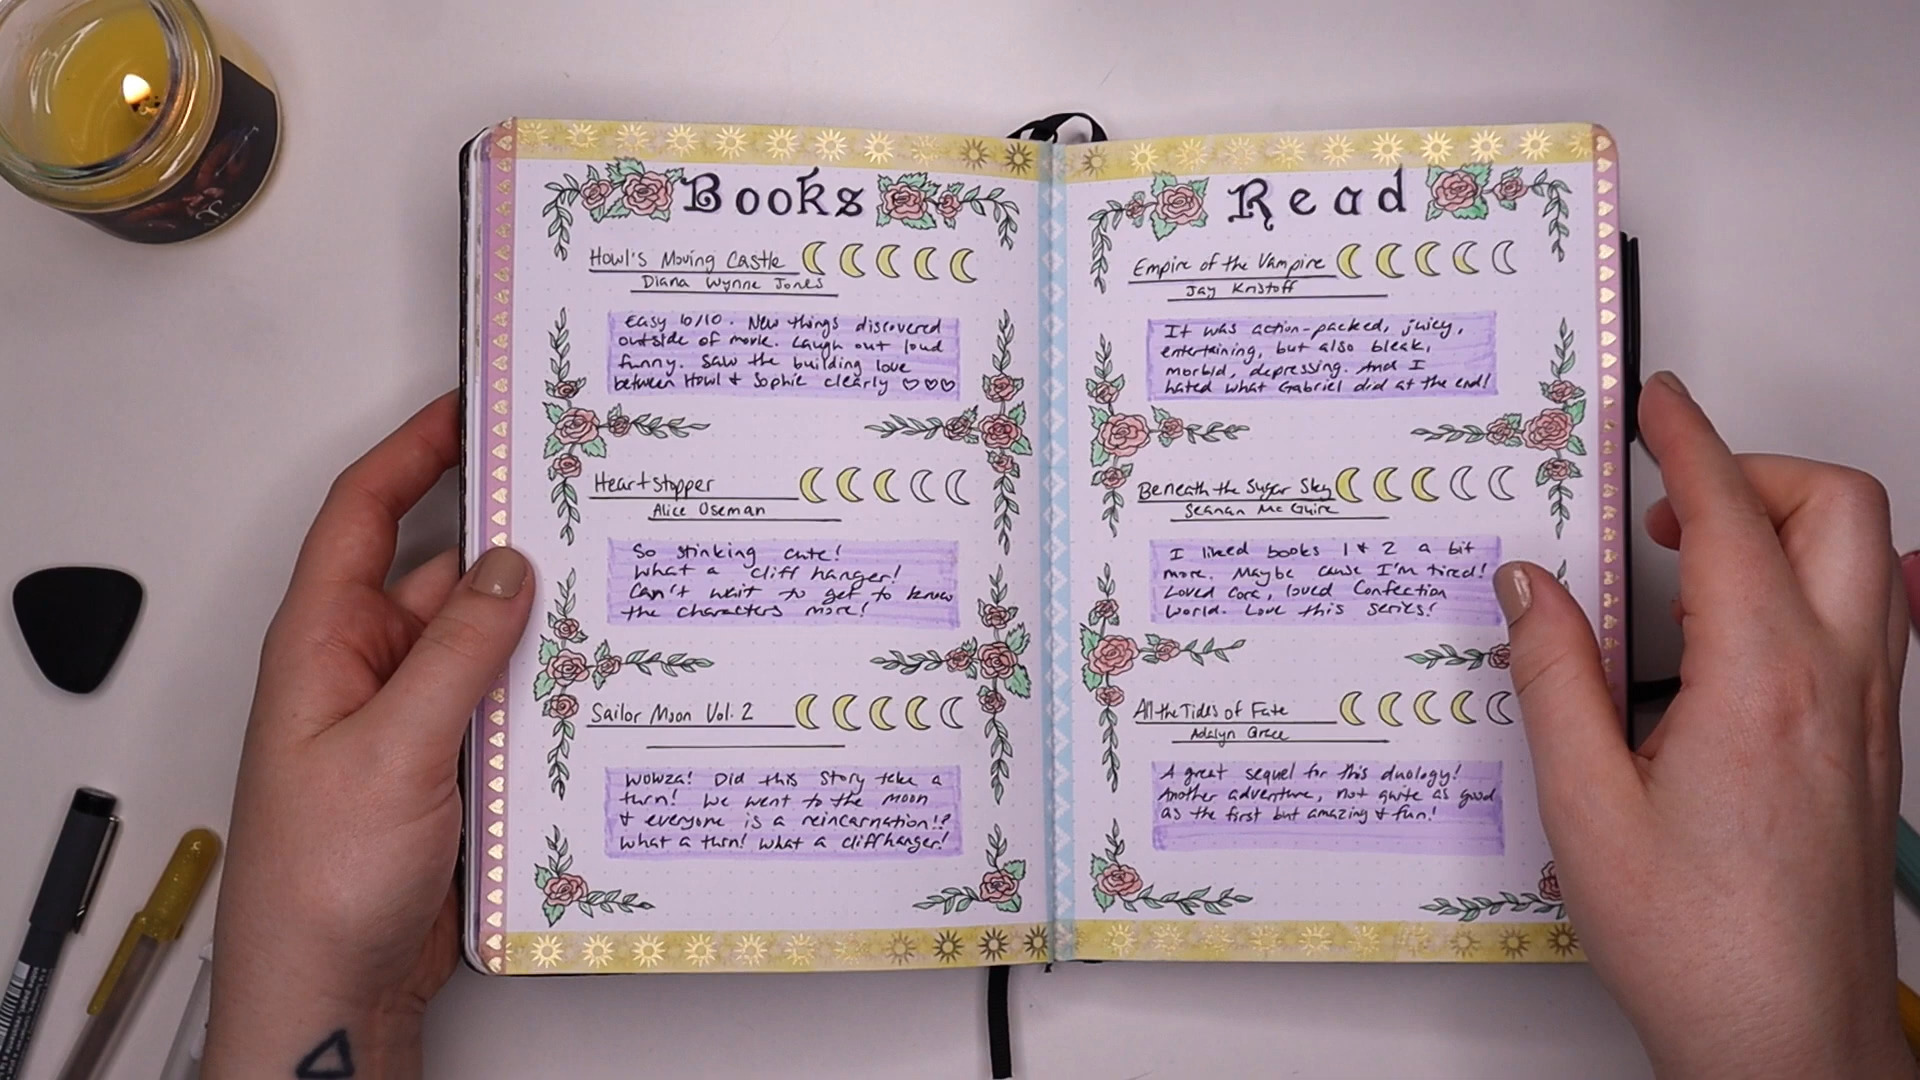 Books
Howl's Moving Castle
Diana Wynne Jones
Easy 10/10. New things discovered
outside of movie. Laugh out loud
funny. Saw the building love
between Howl & Sophie clearly ♡♡♡
Heartstopper
Alice Oseman
So stinking cute!
What a cliff hanger!
Can't wait to get to know
the characters more!
Sailor Moon Vol. 2
Wowza! Did this story take a
turn! We went to the moon
& everyone is a reincarnation!?
What a turn! What a cliffhanger!
Read
Empire of the Vampire
Jay Kristoff
It was action-packed, juicy,
entertaining, but also bleak,
morbid, depressing. And I
hated what Gabriel did at the end!
Beneath the Sugar Sky
Seanan McGuire
I liked books 1 & 2 a bit
more. Maybe cause I'm tired!
Loved Cora, loved Confection
World. Love this series!
All the Tides of Fate
Adalyn Grace
A great sequel for this duology!
Another adventure, not quite as good
as the first but amazing & fun!